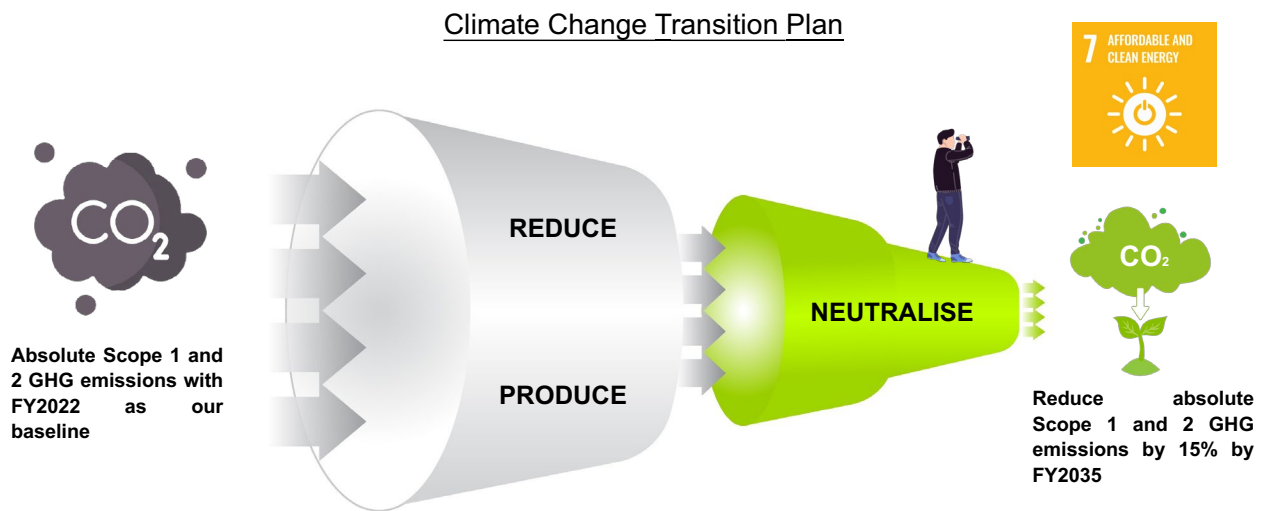 Climate Change Transition Plan
7 AFFORDABLE AND
CLEAN ENERGY
CO2
Absolute Scope 1 and
2 GHG emissions with
FY2022 as our
baseline
REDUCE
PRODUCE
NEUTRALISE
CO2
Reduce absolute
Scope 1 and 2 GHG
emissions by 15% by
FY2035